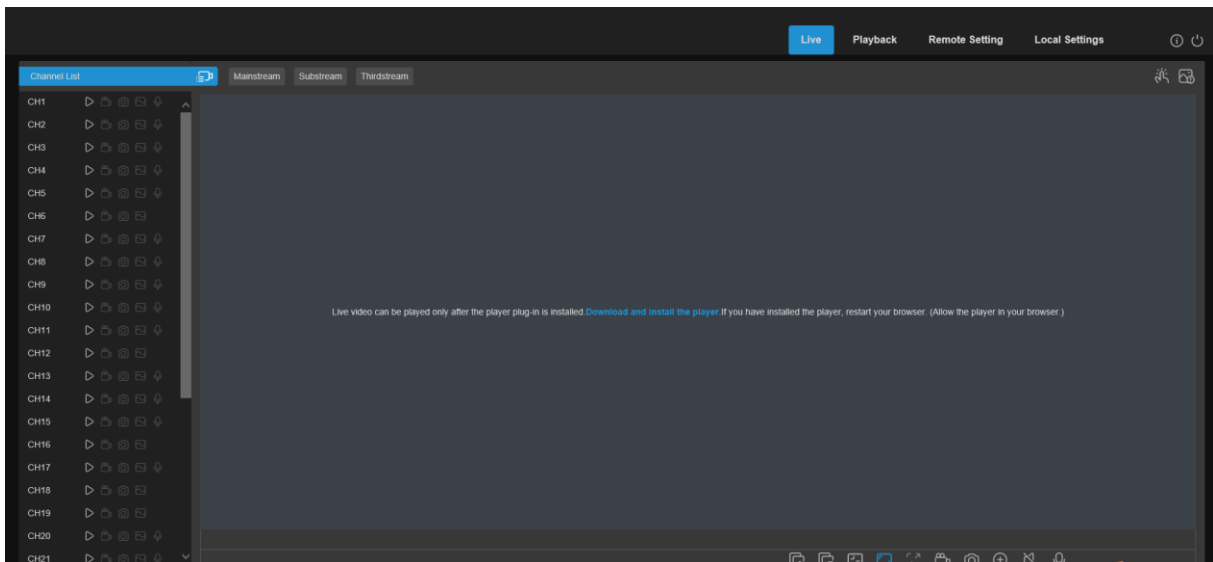 Live Playback Remote Setting Local Settings
Channel List Mainstream Substream Thirdstream
CH1
CH2
CH3
CH4
CH5
CH6
CH7
CH8
CH9
CH10
Live video can be played only after the player plug-in is installed.Download and install the player.If you have installed the player, restart your browser. (Allow the player in your browser.)
CH11
CH12
CH13
CH14
CH15
CH16
CH17
CH18
CH19
CH20
CH21